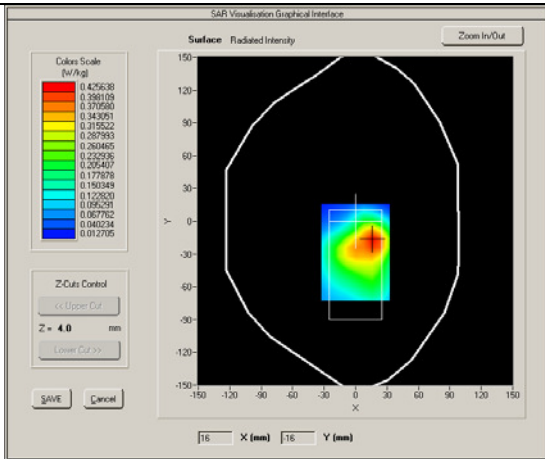 SAR Visualisation Graphical Interface
Surface Radiated Intensity
Zoom In/Out
Colors Scale
(W/kg)
0.425638
0.398109
0.370580
0.343051
0.315522
0.287993
0.260465
0.232936
0.205407
0.177878
0.150349
0.122820
0.095291
0.067762
0.040234
0.012705
Z-Cuts Control
<< Upper Cut
Z = 4.0 mm
Lower Cut >>
SAVE
Cancel
150
120
90
60
30
0
-30
-60
-90
-120
-150
Y
-150 -120 -90 -60 -30 0 30 60 90 120 150
X
16 X (mm) -16 Y (mm)